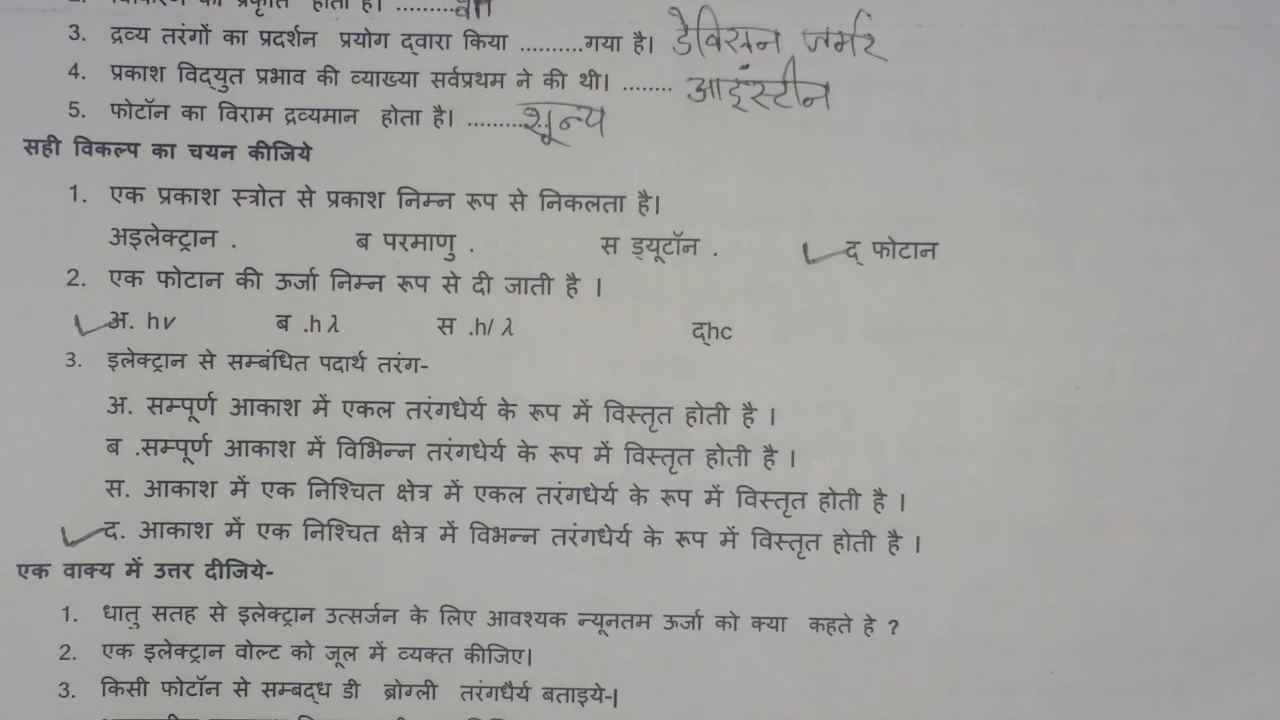 3. द्रव्य तरंगों का प्रदर्शन प्रयोग द्वारा किया ..........गया है। डेविसन जर्मर
4. प्रकाश विद्युत प्रभाव की व्याख्या सर्वप्रथम ने की थी। ........ आइंस्टीन
5. फोटॉन का विराम द्रव्यमान होता है। .......... शून्य
सही विकल्प का चयन कीजिये
1. एक प्रकाश स्त्रोत से प्रकाश निम्न रूप से निकलता है।
अइलेक्ट्रान . ब परमाणु . स ड्यूटॉन . द् फोटान
2. एक फोटान की ऊर्जा निम्न रूप से दी जाती है ।
अ. hν ब .h λ स .h/ λ द्hc
3. इलेक्ट्रान से सम्बंधित पदार्थ तरंग-
अ. सम्पूर्ण आकाश में एकल तरंगधेर्य के रूप में विस्तृत होती है ।
ब .सम्पूर्ण आकाश में विभिन्न तरंगधेर्य के रूप में विस्तृत होती है ।
स. आकाश में एक निश्चित क्षेत्र में एकल तरंगधेर्य के रूप में विस्तृत होती है ।
द. आकाश में एक निश्चित क्षेत्र में विभन्न तरंगधेर्य के रूप में विस्तृत होती है ।
एक वाक्य में उत्तर दीजिये-
1. धातु सतह से इलेक्ट्रान उत्सर्जन के लिए आवश्यक न्यूनतम ऊर्जा को क्या कहते हे ?
2. एक इलेक्ट्रान वोल्ट को जूल में व्यक्त कीजिए।
3. किसी फोटॉन से सम्बद्ध डी ब्रोग्ली तरंगधैर्य बताइये-|